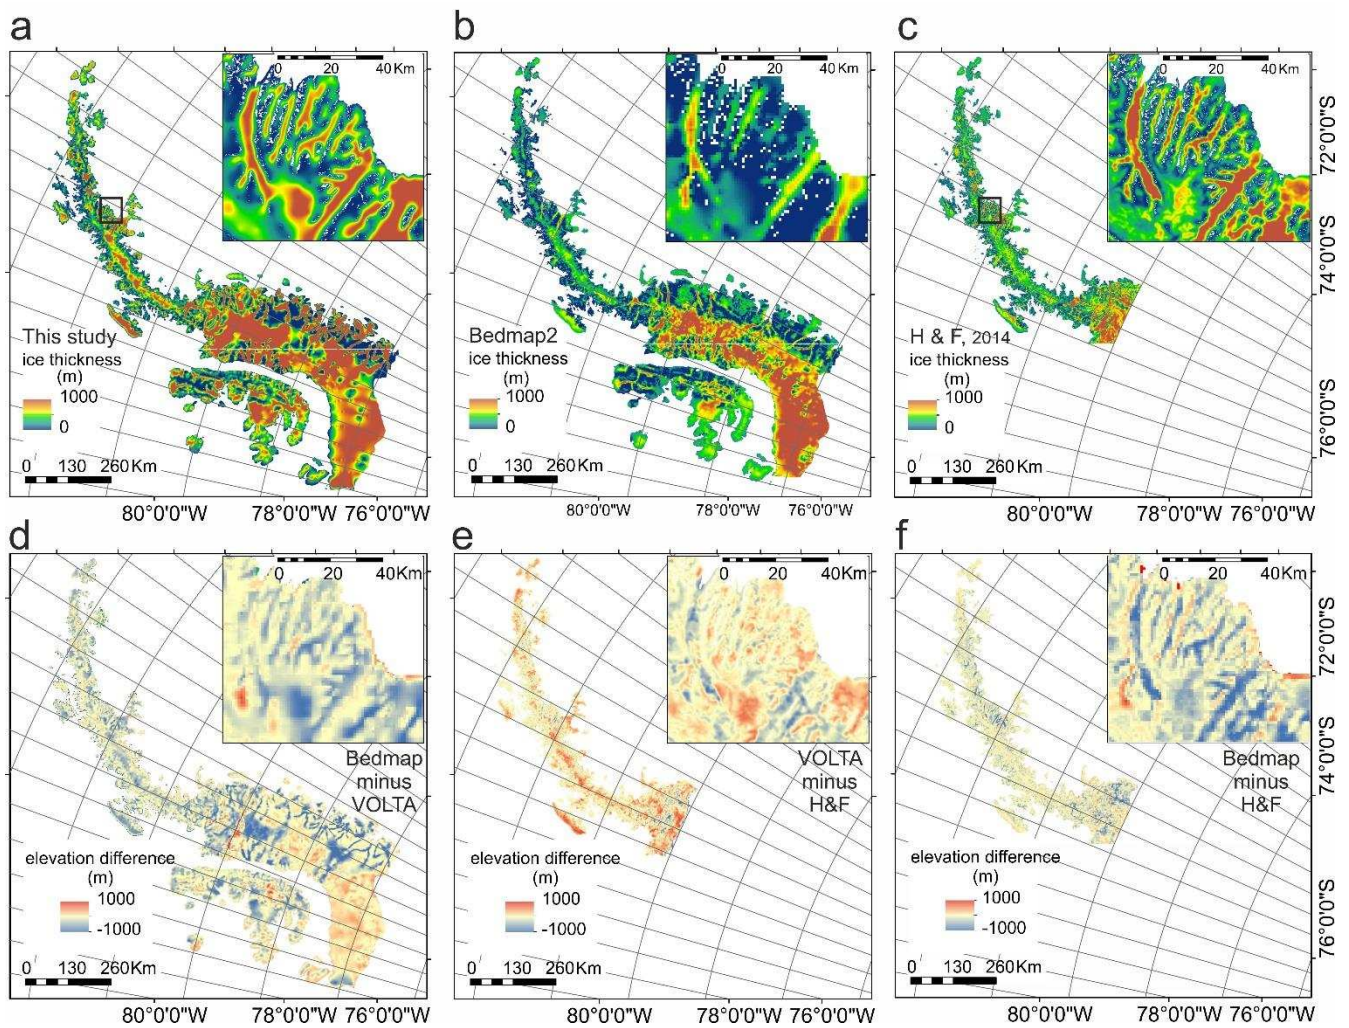 a
0 20 40 Km
This study
ice thickness
(m)
1000
0
0 130 260 Km
80°0'0"W 78°0'0"W 76°0'0"W
b
0 20 40 Km
Bedmap2
ice thickness
(m)
1000
0
0 130 260 Km
80°0'0"W 78°0'0"W 76°0'0"W
c
0 20 40 Km
H & F, 2014
ice thickness
(m)
1000
0
0 130 260 Km
72°0'0"S
74°0'0"S
76°0'0"S
80°0'0"W 78°0'0"W 76°0'0"W
d
0 20 40 Km
Bedmap
minus
VOLTA
elevation difference
(m)
1000
-1000
0 130 260 Km
80°0'0"W 78°0'0"W 76°0'0"W
e
0 20 40 Km
VOLTA
minus
H&F
elevation difference
(m)
1000
-1000
0 130 260 Km
80°0'0"W 78°0'0"W 76°0'0"W
f
0 20 40 Km
Bedmap
minus
H&F
elevation difference
(m)
1000
-1000
0 130 260 Km
72°0'0"S
74°0'0"S
76°0'0"S
80°0'0"W 78°0'0"W 76°0'0"W